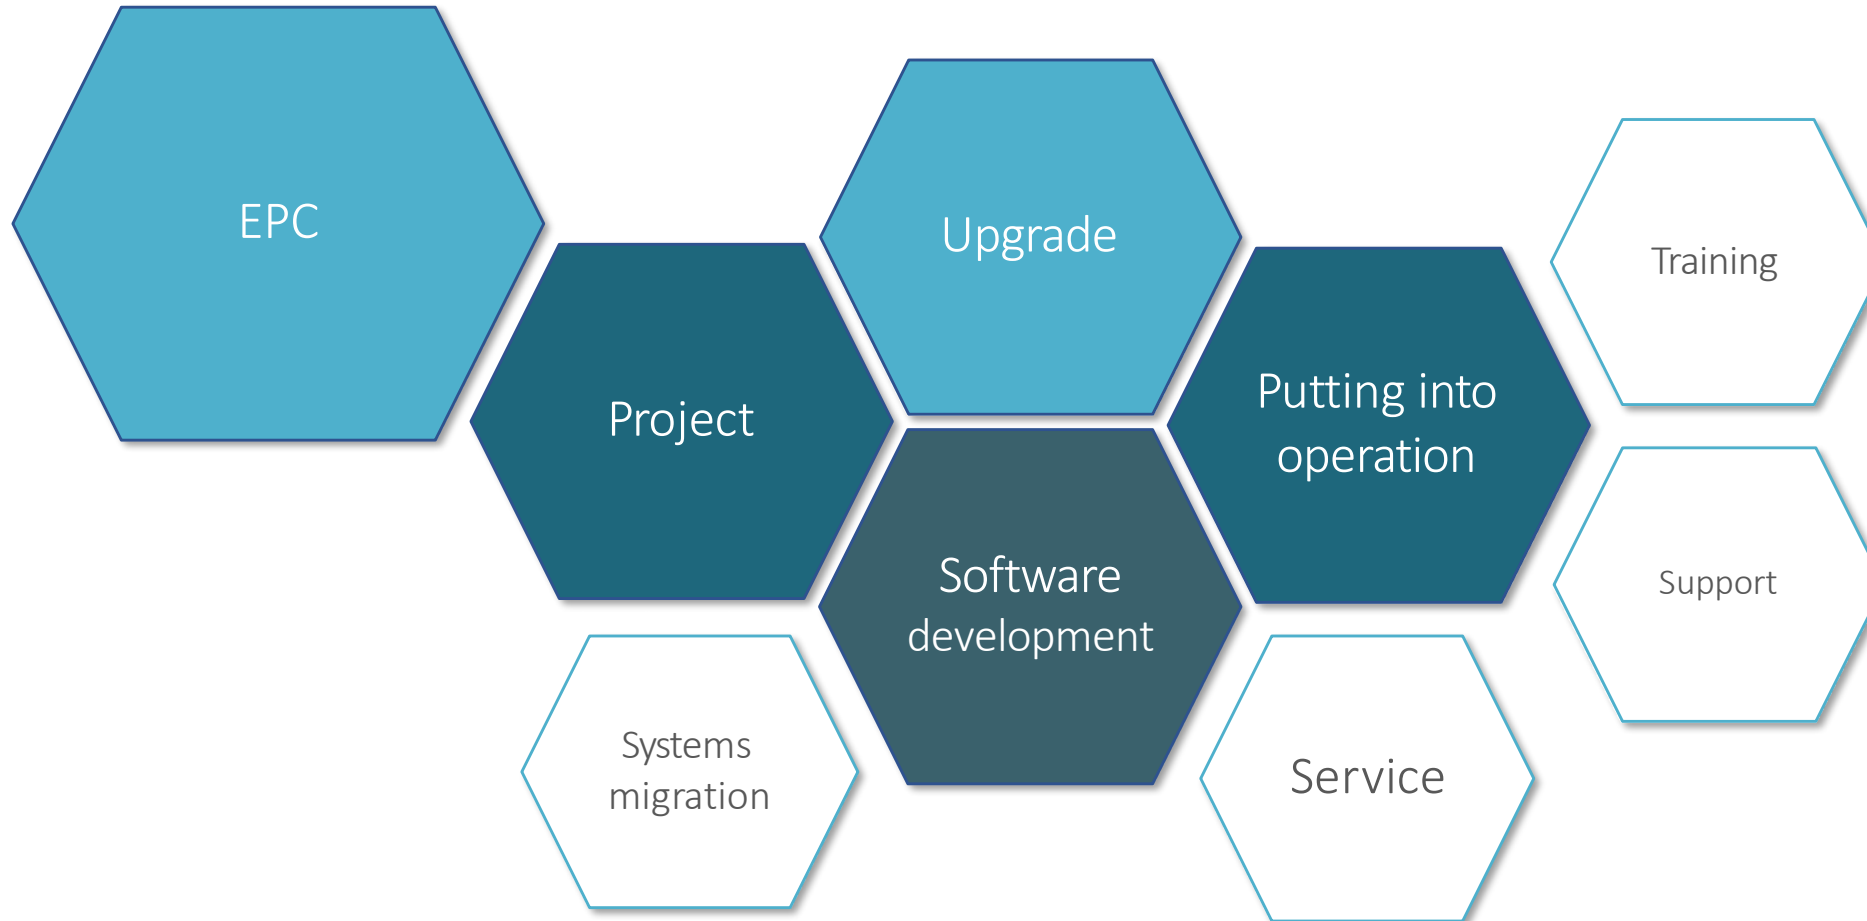 EPC
Upgrade
Training
Project
Putting into
operation
Software
development
Support
Systems
migration
Service